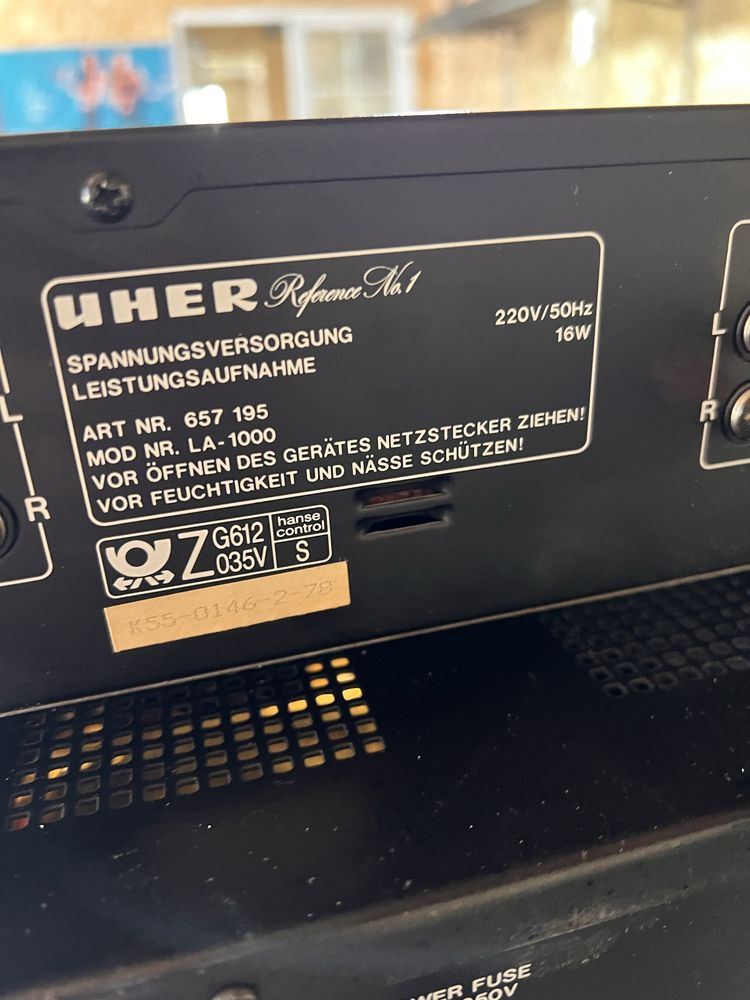 UHER Reference No.1
SPANNUNGSVERSORGUNG 220V/50Hz
LEISTUNGSAUFNAHME 16W
ART NR. 657 195
MOD NR. LA-1000
VOR ÖFFNEN DES GERÄTES NETZSTECKER ZIEHEN!
VOR FEUCHTIGKEIT UND NÄSSE SCHÜTZEN!
L
R
L
R
Z G612 035V
hanse control
S
K55-0146-2-78
FUSE